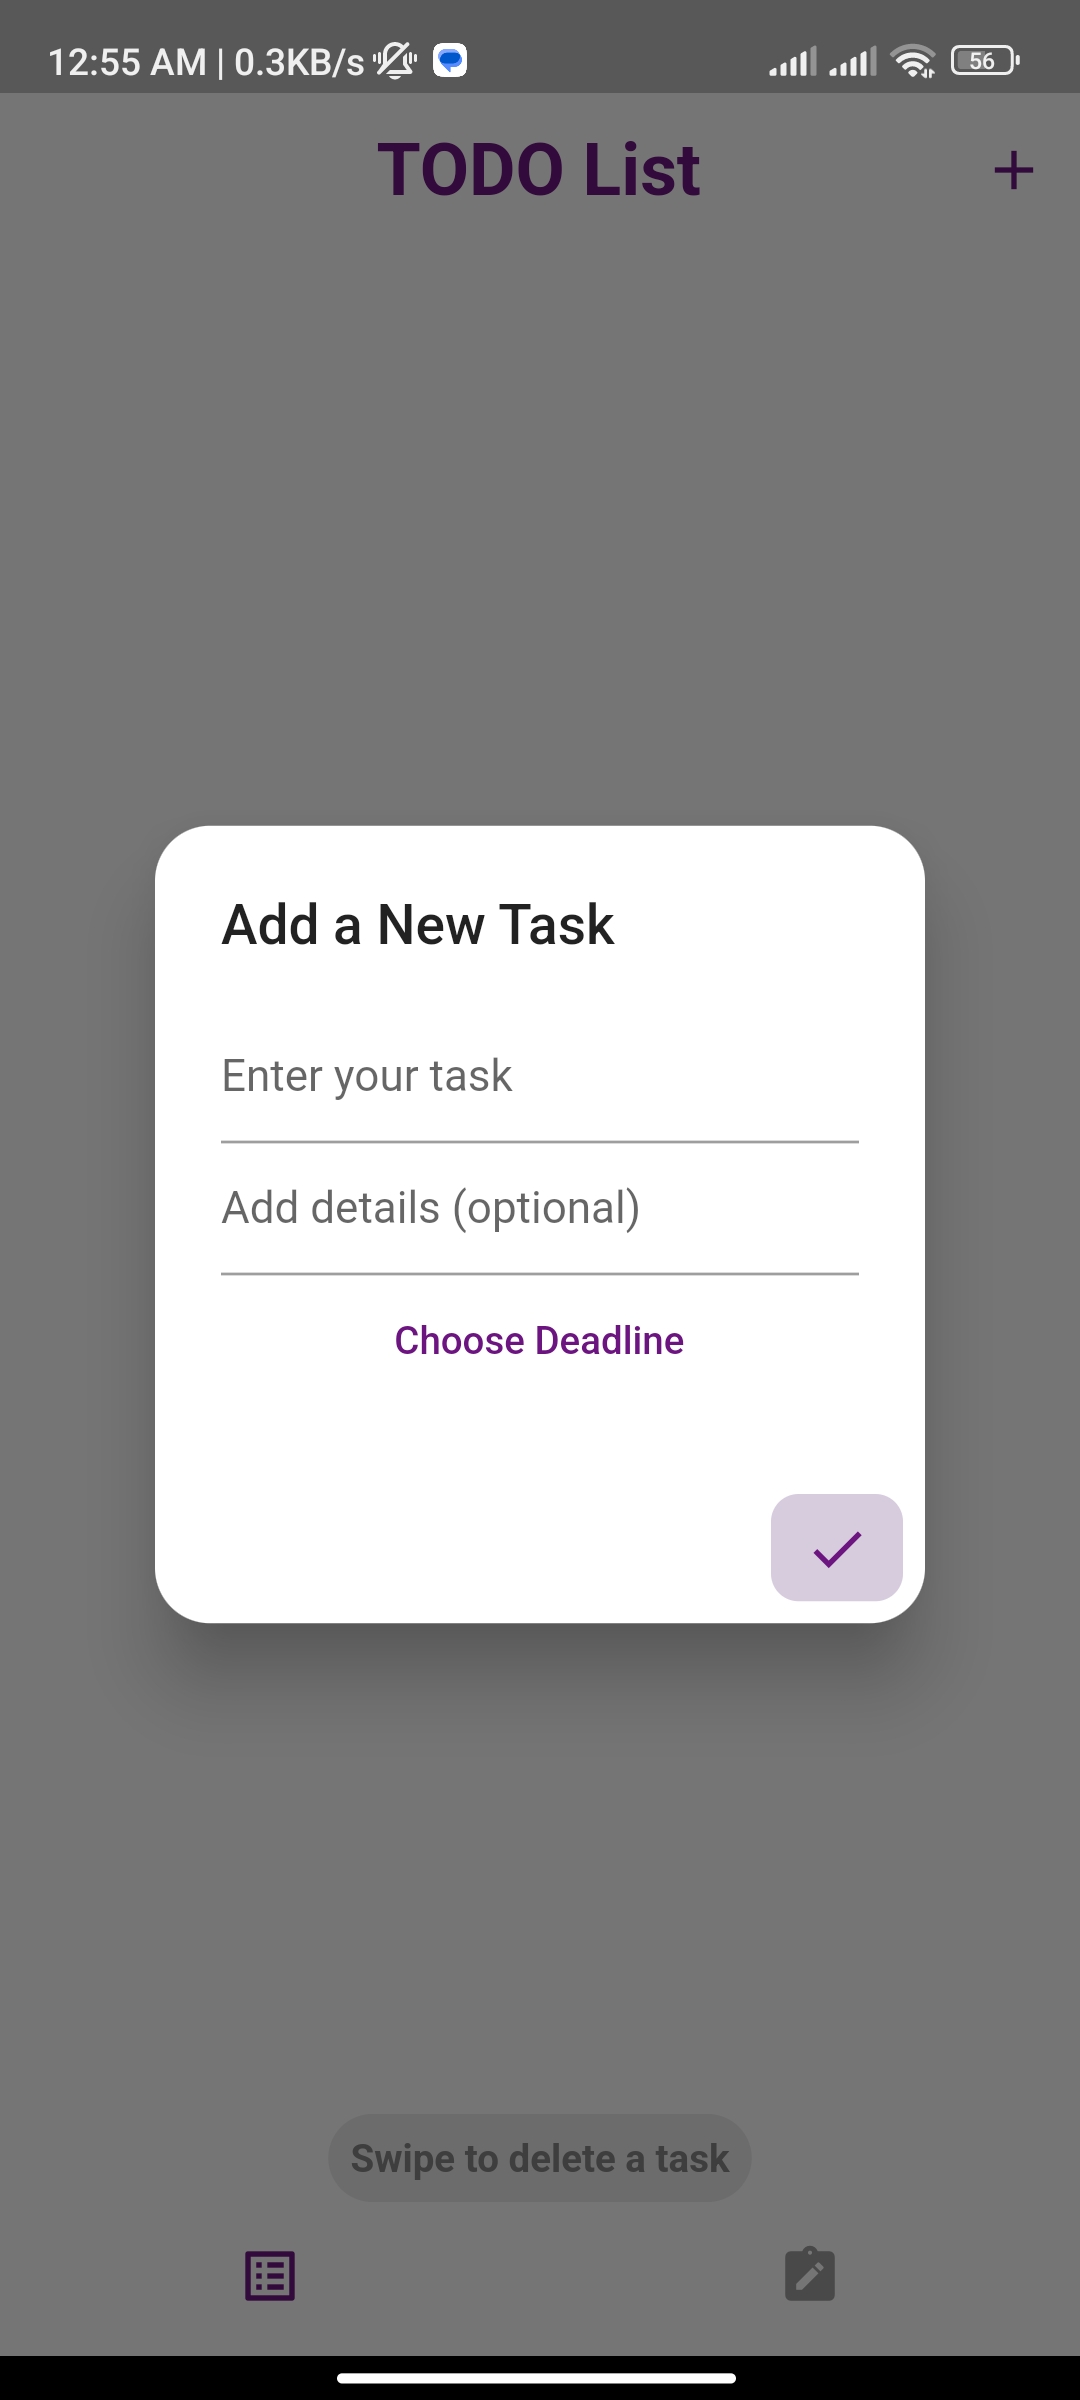 12:55 AM | 0.3KB/s
56
TODO List
Add a New Task
Enter your task
Add details (optional)
Choose Deadline
Swipe to delete a task